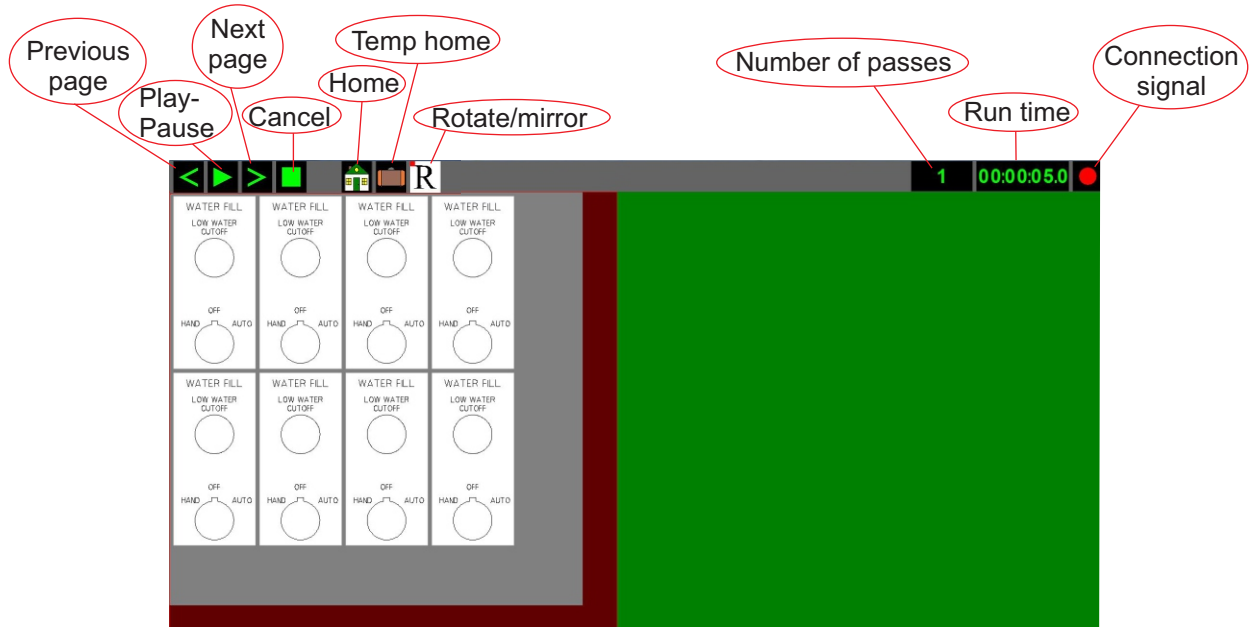 Previous
page
Play-
Pause
Next
page
Cancel
Home
Temp home
Rotate/mirror
Number of passes
Run time
Connection
signal
< >
R
1
00:00:05.0
WATER FILL
LOW WATER
CUTOFF
OFF
HAND AUTO
WATER FILL
LOW WATER
CUTOFF
OFF
HAND AUTO
WATER FILL
LOW WATER
CUTOFF
OFF
HAND AUTO
WATER FILL
LOW WATER
CUTOFF
OFF
HAND AUTO
WATER FILL
LOW WATER
CUTOFF
OFF
HAND AUTO
WATER FILL
LOW WATER
CUTOFF
OFF
HAND AUTO
WATER FILL
LOW WATER
CUTOFF
OFF
HAND AUTO
WATER FILL
LOW WATER
CUTOFF
OFF
HAND AUTO